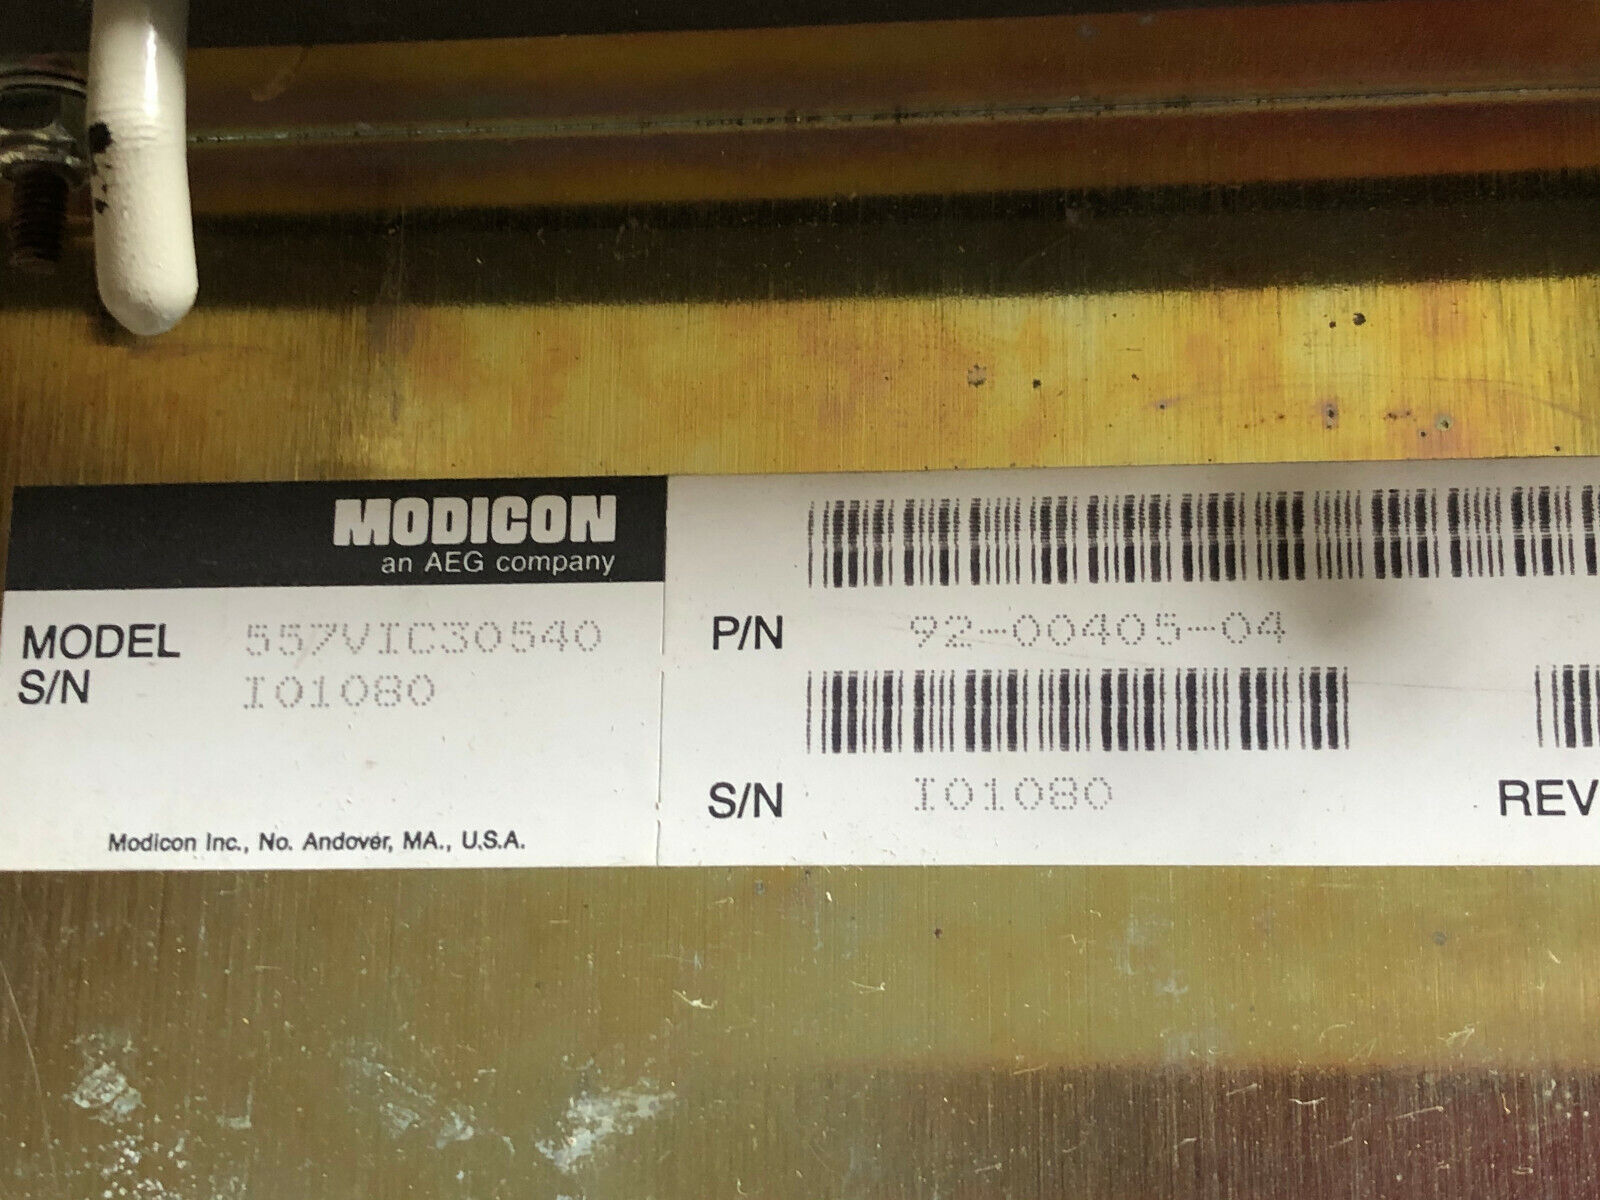 MODICON
an AEG company
MODEL 557VIC30540
S/N I01080
Modicon Inc., No. Andover, MA., U.S.A.
P/N 92-00405-04
S/N I01080
REV